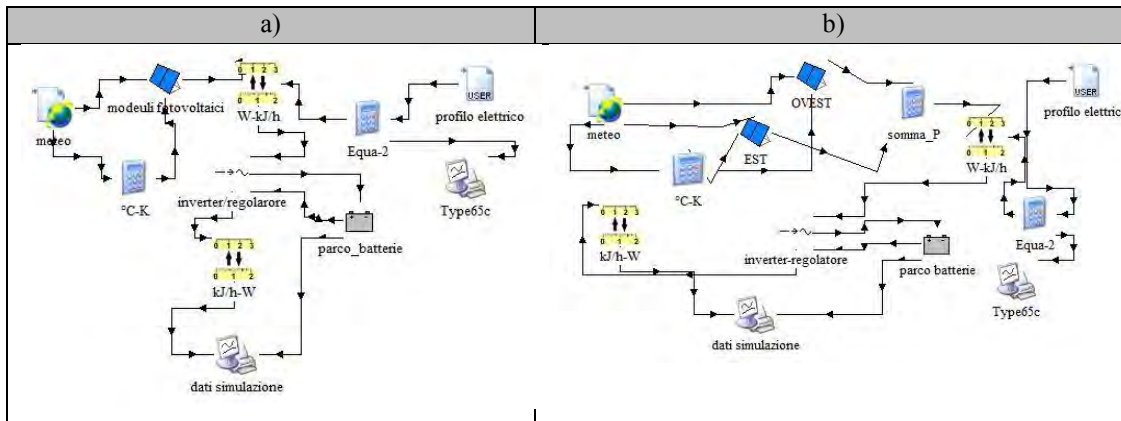 a)
b)
meteo
modeuli fotovoltaici
W-kJ/h
USER
profilo elettrico
Equa-2
°C-K
inverter/regolarore
parco_batterie
Type65c
kJ/h-W
dati simulazione
meteo
OVEST
EST
somma_P
USER
profilo elettric
W-kJ/h
°C-K
kJ/h-W
inverter-regolatore
parco batterie
Equa-2
Type65c
dati simulazione